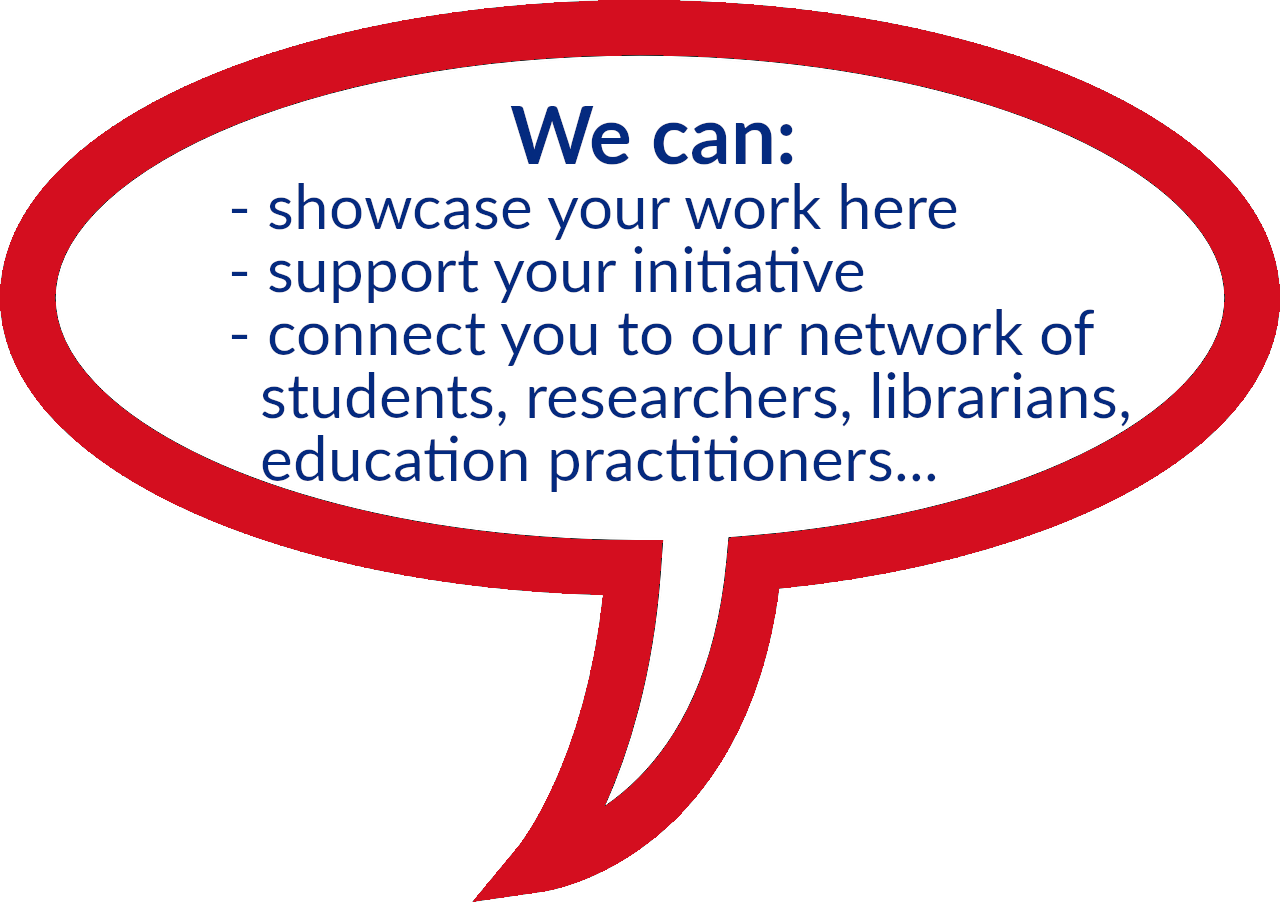 We can:
- showcase your work here
- support your initiative
- connect you to our network of
students, researchers, librarians,
education practitioners...